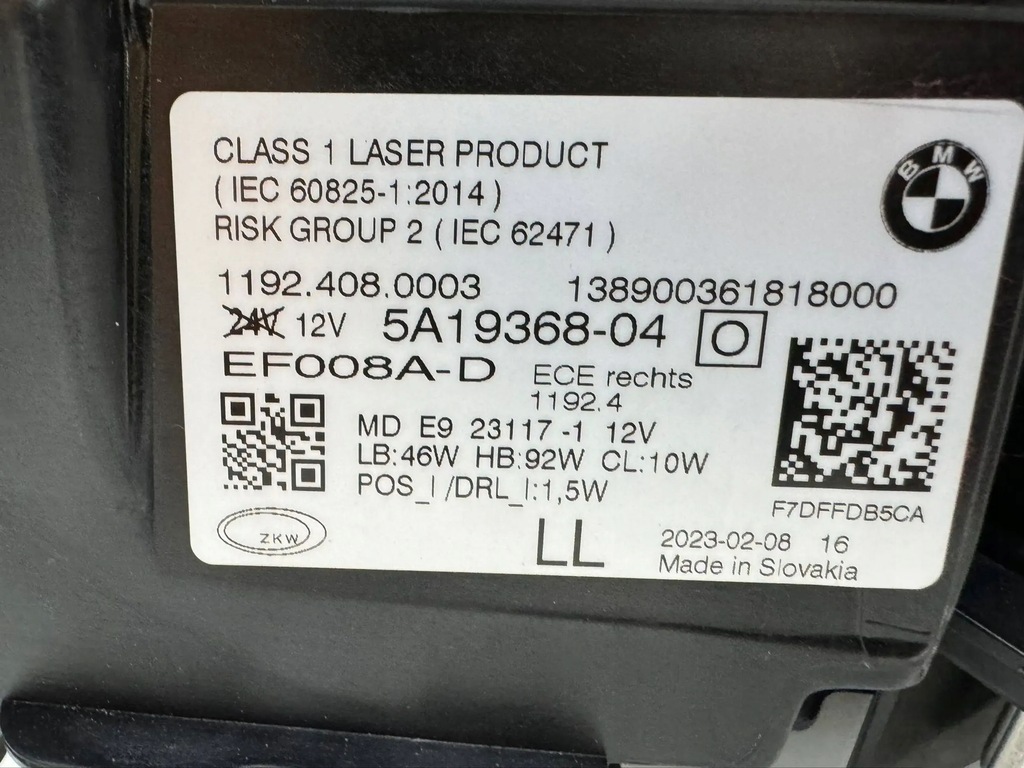 CLASS 1 LASER PRODUCT
( IEC 60825-1:2014 )
RISK GROUP 2 ( IEC 62471 )
BMW
1192.408.0003 138900361818000
24V 12V 5A19368-04 O
EF008A-D ECE rechts
1192.4
MD E9 23117 -1 12V
LB:46W HB:92W CL:10W
POS_I /DRL_I:1,5W
F7DFFDB5CA
ZKW
LL
2023-02-08 16
Made in Slovakia